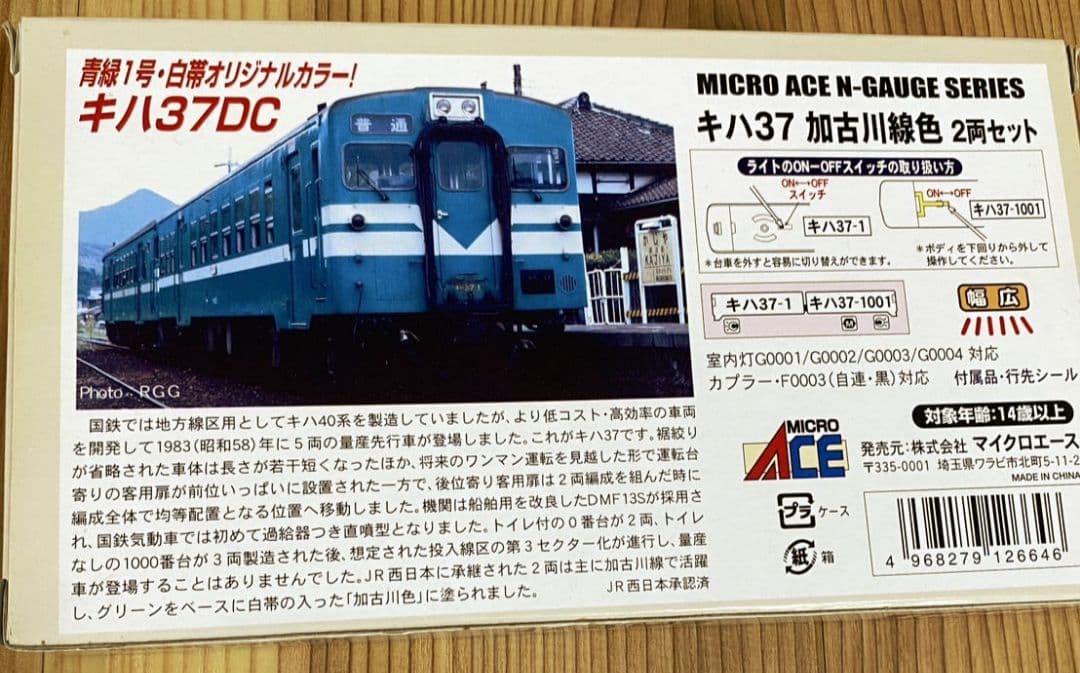 青緑1号・白帯オリジナルカラー!
キハ37DC
普通
キハ37-1
KAZIYA
Photo・・RGG
国鉄では地方線区用としてキハ40系を製造していましたが、より低コスト・高効率の車両
を開発して1983(昭和58)年に5両の量産先行車が登場しました。これがキハ37です。裾絞り
が省略された車体は長さが若干短くなったほか、将来のワンマン運転を見越した形で運転台
寄りの客用扉が前位いっぱいに設置された一方で、後位寄り客用扉は2両編成を組んだ時に
編成全体で均等配置となる位置へ移動しました。機関は船舶用を改良したDMF13Sが採用さ
れ、国鉄気動車では初めて過給器つき直噴型となりました。トイレ付の0番台が2両、トイレ
なしの1000番台が3両製造された後、想定された投入線区の第3セクター化が進行し、量産
車が登場することはありませんでした。JR西日本に承継された2両は主に加古川線で活躍
し、グリーンをベースに白帯の入った「加古川色」に塗られました。
JR西日本承認済
MICRO ACE N-GAUGE SERIES
キハ37 加古川線色 2両セット
ライトのON-OFFスイッチの取り扱い方
ON←→OFF
スイッチ
キハ37-1
*台車を外すと容易に切り替えができます。
ON←→OFF
キハ37-1001
*ボディを下回りから外して
操作してください。
キハ37-1
キハ37-1001
M
幅広
室内灯G0001/G0002/G0003/G0004 対応
カプラー・F0003(自連・黒)対応 付属品・行先シール
対象年齢:14歳以上
MICRO
ACE
発売元:株式会社 マイクロエース
〒335-0001 埼玉県ワラビ市北町5-11-2
MADE IN CHINA
プラ ケース
紙 箱
4 968279 126646